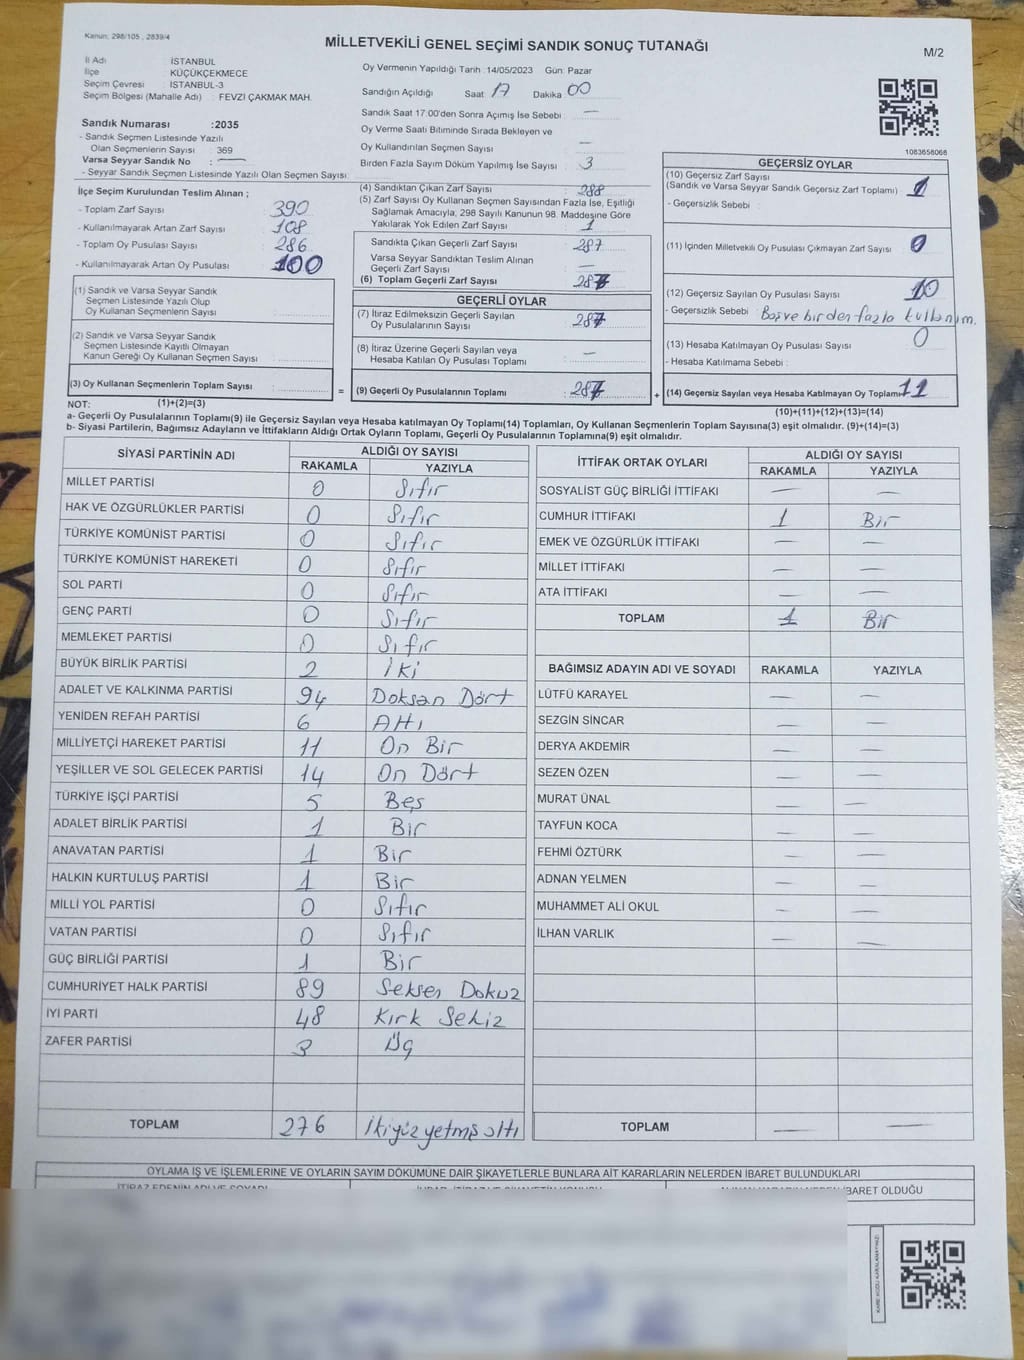 Kanun: 298/105 , 2839/4
MİLLETVEKİLİ GENEL SEÇİMİ SANDIK SONUÇ TUTANAĞI
M/2
İl Adı : İSTANBUL
İlçe : KÜÇÜKÇEKMECE
Seçim Çevresi : İSTANBUL-3
Seçim Bölgesi (Mahalle Adı) : FEVZİ ÇAKMAK MAH.
Sandık Numarası :2035
- Sandık Seçmen Listesinde Yazılı
Olan Seçmenlerin Sayısı : 369
Varsa Seyyar Sandık No : —
- Seyyar Sandık Seçmen Listesinde Yazılı Olan Seçmen Sayısı:
Oy Vermenin Yapıldığı Tarih :14/05/2023 Gün: Pazar
Sandığın Açıldığı Saat 17 Dakika 00
Sandık Saat 17:00'den Sonra Açımış İse Sebebi : —
Oy Verme Saati Bitiminde Sırada Bekleyen ve
Oy Kullandırılan Seçmen Sayısı : —
Birden Fazla Sayım Döküm Yapılmış İse Sayısı : 3
1083658068
İlçe Seçim Kurulundan Teslim Alınan ;
- Toplam Zarf Sayısı : 390
- Kullanılmayarak Artan Zarf Sayısı : 108
- Toplam Oy Pusulası Sayısı : 286
- Kullanılmayarak Artan Oy Pusulası : 100
(1) Sandık ve Varsa Seyyar Sandık
Seçmen Listesinde Yazılı Olup
Oy Kullanan Seçmenlerin Sayısı :
(2) Sandık ve Varsa Seyyar Sandık
Seçmen Listesinde Kayıtlı Olmayan
Kanun Gereği Oy Kullanan Seçmen Sayısı :
(3) Oy Kullanan Seçmenlerin Toplam Sayısı :
(1)+(2)=(3)
(4) Sandıktan Çıkan Zarf Sayısı : 288
(5) Zarf Sayısı Oy Kullanan Seçmen Sayısından Fazla İse, Eşitliği
Sağlamak Amacıyla, 298 Sayılı Kanunun 98. Maddesine Göre
Yakılarak Yok Edilen Zarf Sayısı : 1
Sandıkta Çıkan Geçerli Zarf Sayısı : 287
Varsa Seyyar Sandıktan Teslim Alınan
Geçerli Zarf Sayısı : —
(6) Toplam Geçerli Zarf Sayısı :
GEÇERLİ OYLAR
(7) İtiraz Edilmeksizin Geçerli Sayılan
Oy Pusulalarının Sayısı :
(8) İtiraz Üzerine Geçerli Sayılan veya
Hesaba Katılan Oy Pusulası Toplamı : —
= (9) Geçerli Oy Pusulalarının Toplamı :
GEÇERSİZ OYLAR
(10) Geçersiz Zarf Sayısı
(Sandık ve Varsa Seyyar Sandık Geçersiz Zarf Toplamı) : 1
- Geçersizlik Sebebi :
(11) İçinden Milletvekili Oy Pusulası Çıkmayan Zarf Sayısı : 0
(12) Geçersiz Sayılan Oy Pusulası Sayısı : 10
- Geçersizlik Sebebi : Boş ve birden fazla kullanım.
(13) Hesaba Katılmayan Oy Pusulası Sayısı : 0
- Hesaba Katılmama Sebebi :
+ (14) Geçersiz Sayılan veya Hesaba Katılmayan Oy Toplamı: 11
(10)+(11)+(12)+(13)=(14)
NOT:
a- Geçerli Oy Pusulalarının Toplamı(9) ile Geçersiz Sayılan veya Hesaba katılmayan Oy Toplamı(14) Toplamları, Oy Kullanan Seçmenlerin Toplam Sayısına(3) eşit olmalıdır. (9)+(14)=(3)
b- Siyasi Partilerin, Bağımsız Adayların ve İttifakların Aldığı Ortak Oyların Toplamı, Geçerli Oy Pusulalarının Toplamına(9) eşit olmalıdır.
SİYASİ PARTİNİN ADI ALDIĞI OY SAYISI
RAKAMLA YAZIYLA
MİLLET PARTİSİ 0 Sıfır
HAK VE ÖZGÜRLÜKLER PARTİSİ 0 Sıfır
TÜRKİYE KOMÜNİST PARTİSİ 0 Sıfır
TÜRKİYE KOMÜNİST HAREKETİ 0 Sıfır
SOL PARTİ 0 Sıfır
GENÇ PARTİ 0 Sıfır
MEMLEKET PARTİSİ 0 Sıfır
BÜYÜK BİRLİK PARTİSİ 2 İki
ADALET VE KALKINMA PARTİSİ 94 Doksan Dört
YENİDEN REFAH PARTİSİ 6 Altı
MİLLİYETÇİ HAREKET PARTİSİ 11 On Bir
YEŞİLLER VE SOL GELECEK PARTİSİ 14 On Dört
TÜRKİYE İŞÇİ PARTİSİ 5 Beş
ADALET BİRLİK PARTİSİ 1 Bir
ANAVATAN PARTİSİ 1 Bir
HALKIN KURTULUŞ PARTİSİ 1 Bir
MİLLİ YOL PARTİSİ 0 Sıfır
VATAN PARTİSİ 0 Sıfır
GÜÇ BİRLİĞİ PARTİSİ 1 Bir
CUMHURİYET HALK PARTİSİ 89 Seksen Dokuz
İYİ PARTİ 48 Kırk Sekiz
ZAFER PARTİSİ 3 Üç
TOPLAM 276 İkiyüz yetmiş altı
İTTİFAK ORTAK OYLARI ALDIĞI OY SAYISI
RAKAMLA YAZIYLA
SOSYALİST GÜÇ BİRLİĞİ İTTİFAKI — —
CUMHUR İTTİFAKI 1 Bir
EMEK VE ÖZGÜRLÜK İTTİFAKI — —
MİLLET İTTİFAKI — —
ATA İTTİFAKI — —
TOPLAM 1 Bir
BAĞIMSIZ ADAYIN ADI VE SOYADI RAKAMLA YAZIYLA
LÜTFÜ KARAYEL — —
SEZGİN SİNCAR — —
DERYA AKDEMİR — —
SEZEN ÖZEN — —
MURAT ÜNAL — —
TAYFUN KOCA — —
FEHMİ ÖZTÜRK — —
ADNAN YELMEN — —
MUHAMMET ALİ OKUL — —
İLHAN VARLIK — —
TOPLAM — —
OYLAMA İŞ VE İŞLEMLERİNE VE OYLARIN SAYIM DÖKÜMÜNE DAİR ŞİKAYETLERLE BUNLARA AİT KARARLARIN NELERDEN İBARET BULUNDUKLARI
İTİRAZ EDENİN ADI VE SOYADI
İBARET OLDUĞU